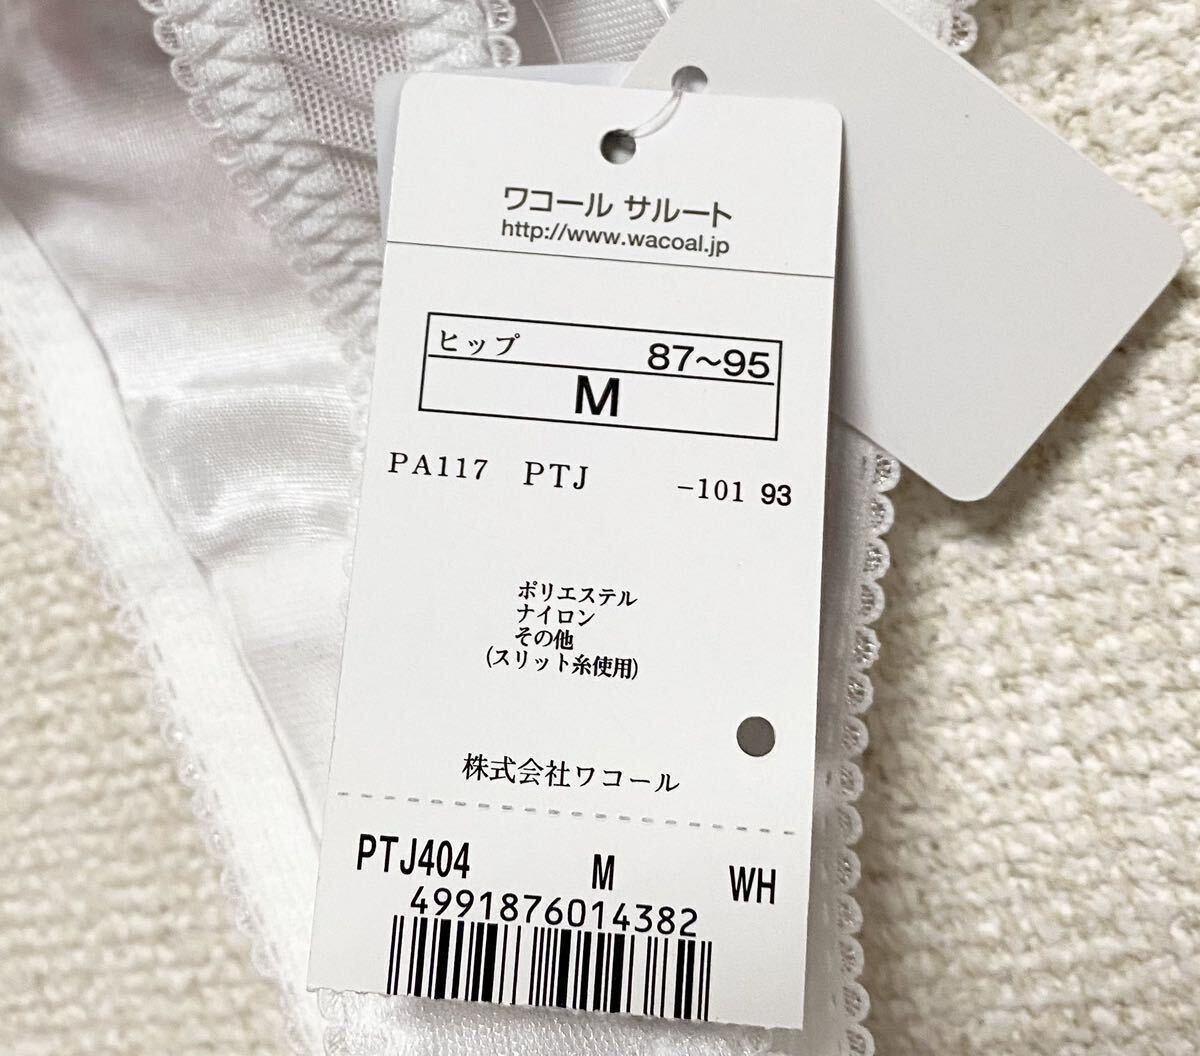 ワコール サルート
http://www.wacoal.jp
ヒップ 87～95
M
PA117 PTJ -101 93
ポリエステル
ナイロン
その他
(スリット糸使用)
株式会社ワコール
PTJ404 M WH
4991876014382